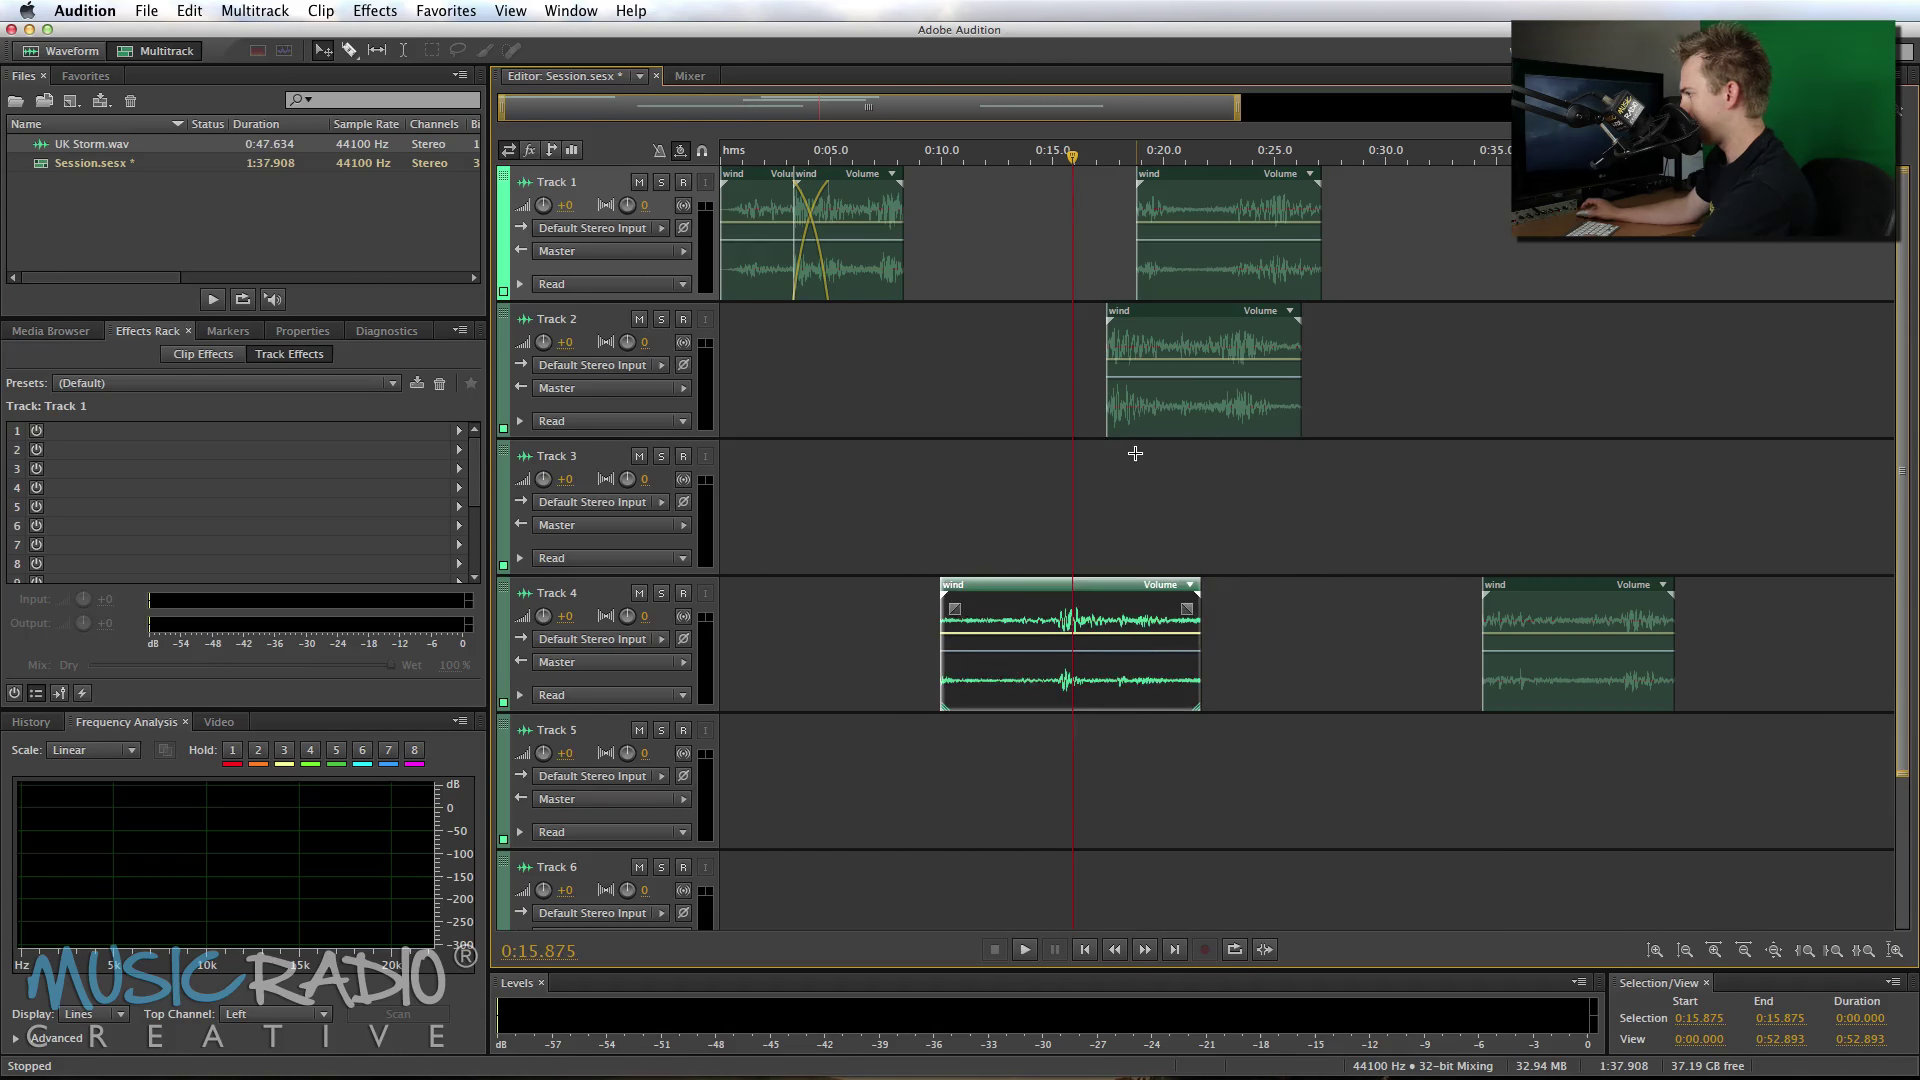 Audition File Edit Multitrack Clip Effects Favorites View Window Help
Adobe Audition
Waveform Multitrack
Files × Favorites
Editor: Session.sesx * × Mixer
Name Status Duration Sample Rate Channels Bi
UK Storm.wav 0:47.634 44100 Hz Stereo 1
Session.sesx * 1:37.908 44100 Hz Stereo 3
hms 0:05.0 0:10.0 0:15.0 0:20.0 0:25.0 0:30.0 0:35.
fx
Track 1 M S R I
+0 0
Default Stereo Input
Master
Read
wind Volu wind Volume
wind Volume
Track 2 M S R I
+0 0
Default Stereo Input
Master
Read
wind Volume
Track 3 M S R I
+0 0
Default Stereo Input
Master
Read
Track 4 M S R I
+0 0
Default Stereo Input
Master
Read
wind Volume
wind Volume
Track 5 M S R I
+0 0
Default Stereo Input
Master
Read
Track 6 M S R I
+0 0
Default Stereo Input
Media Browser Effects Rack × Markers Properties Diagnostics
Clip Effects Track Effects
Presets: (Default)
Track: Track 1
1
2
3
4
5
6
7
8
Input: +0
Output: +0
dB -54 -48 -42 -36 -30 -24 -18 -12 -6 0
Mix: Dry Wet 100 %
History Frequency Analysis × Video
Scale: Linear Hold: 1 2 3 4 5 6 7 8
dB
0
-50
-100
-150
-200
-250
-300
Hz 5k 10k 15k 20k
MUSIC RADIO ®
CREATIVE
Display: Lines Top Channel: Left Scan
Advanced
0:15.875
Levels ×
dB -57 -54 -51 -48 -45 -42 -39 -36 -33 -30 -27 -24 -21 -18 -15 -12 -9 -6 -3 0
Selection/View ×
Start End Duration
Selection 0:15.875 0:15.875 0:00.000
View 0:00.000 0:52.893 0:52.893
Stopped
44100 Hz ● 32-bit Mixing 32.94 MB 1:37.908 37.19 GB free